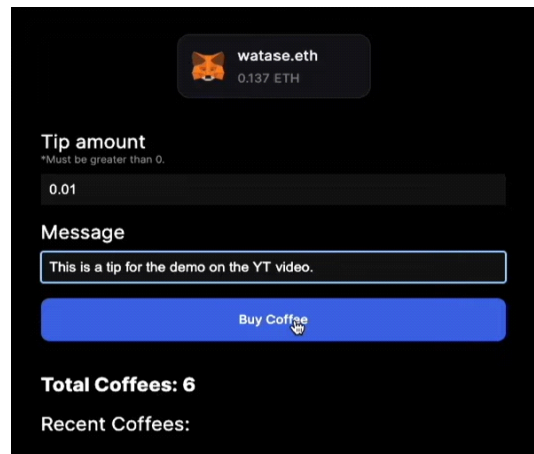 watase.eth
0.137 ETH
Tip amount
*Must be greater than 0.
0.01
Message
This is a tip for the demo on the YT video.
Buy Coffee
Total Coffees: 6
Recent Coffees: